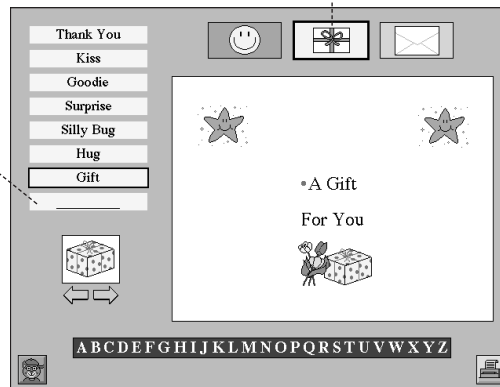 Thank You
Kiss
Goodie
Surprise
Silly Bug
Hug
Gift
A Gift
For You
ABCDEFGHIJKLMNOPQRSTUVWXYZ